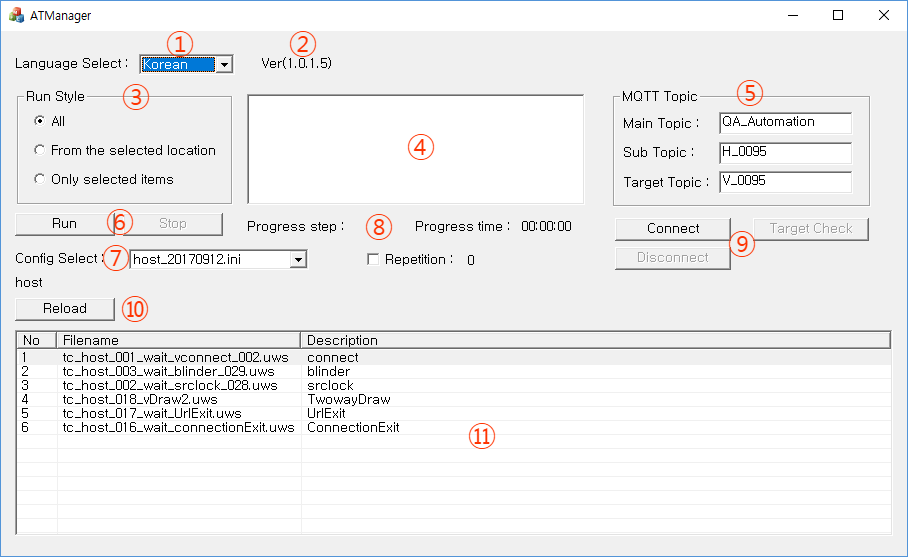 ATManager
① ②
Language Select : Korean Ver(1.0.1.5)
Run Style ③
All
From the selected location
Only selected items
④
MQTT Topic ⑤
Main Topic : QA_Automation
Sub Topic : H_0095
Target Topic : V_0095
Run ⑥ Stop
Progress step : ⑧ Progress time : 00:00:00
Connect Target Check
Disconnect ⑨
Config Select : ⑦ host_20170912.ini
Repetition : 0
host
Reload ⑩
No Filename Description
1 tc_host_001_wait_vconnect_002.uws connect
2 tc_host_003_wait_blinder_029.uws blinder
3 tc_host_002_wait_srclock_028.uws srclock
4 tc_host_018_vDraw2.uws TwowayDraw
5 tc_host_017_wait_UrlExit.uws UrlExit
6 tc_host_016_wait_connectionExit.uws ConnectionExit
⑪